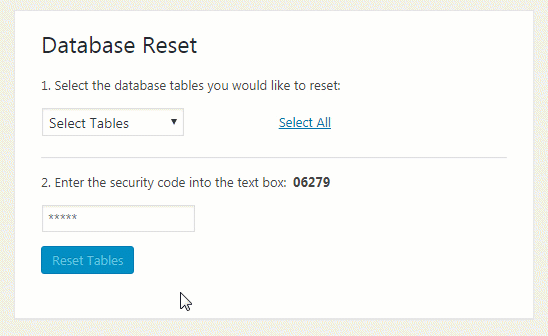 Database Reset
1. Select the database tables you would like to reset:
Select Tables Select All
2. Enter the security code into the text box: 06279
*****
Reset Tables